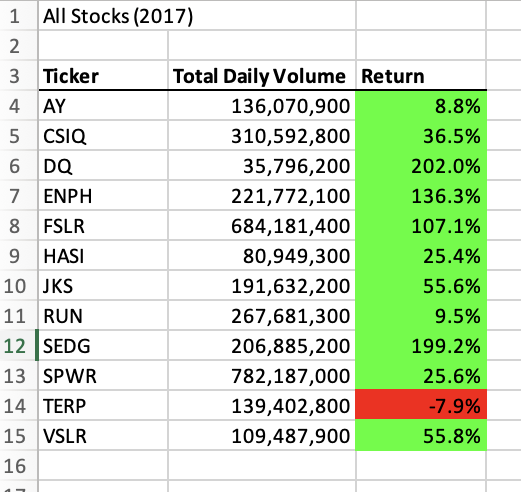 1 All Stocks (2017)
2
3 Ticker Total Daily Volume Return
4 AY 136,070,900 8.8%
5 CSIQ 310,592,800 36.5%
6 DQ 35,796,200 202.0%
7 ENPH 221,772,100 136.3%
8 FSLR 684,181,400 107.1%
9 HASI 80,949,300 25.4%
10 JKS 191,632,200 55.6%
11 RUN 267,681,300 9.5%
12 SEDG 206,885,200 199.2%
13 SPWR 782,187,000 25.6%
14 TERP 139,402,800 -7.9%
15 VSLR 109,487,900 55.8%
16